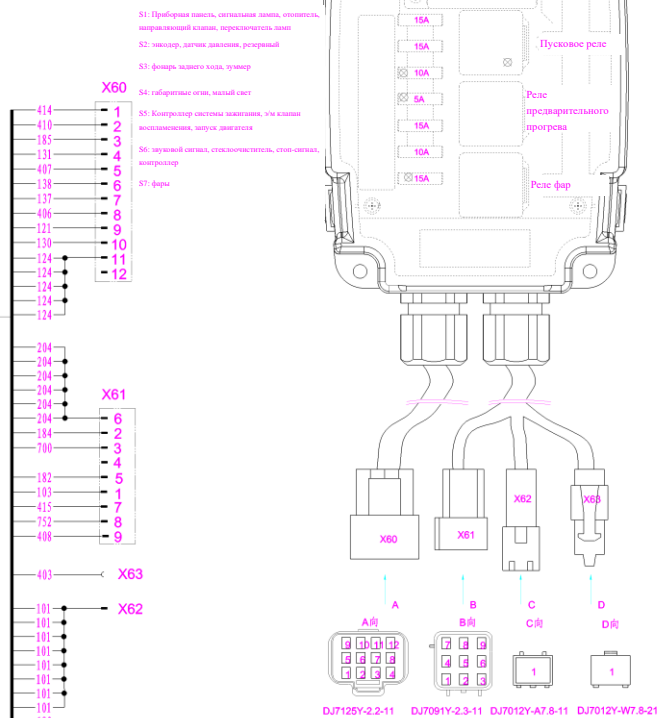 S1: Приборная панель, сигнальная лампа, отопитель,
направляющий клапан, переключатель ламп
S2: энкодер, датчик давления, резервный
S3: фонарь заднего хода, зуммер
S4: габаритные огни, малый свет
S5: Контроллер системы зажигания, э/м клапан
воспламенения, запуск двигателя
S6: звуковой сигнал, стеклоочиститель, стоп-сигнал,
контроллер
S7: фары
15A
15A
10A
5A
15A
10A
15A
Пусковое реле
Реле
предварительного
прогрева
Реле фар
X60
414 1
410 2
185 3
131 4
407 5
138 6
137 7
406 8
121 9
130 10
124 11
124 12
124
124
124
204
204
204
204
204
X61
204 6
184 2
700 3
4
182 5
103 1
415 7
752 8
408 9
403 X63
101 X62
101
101
101
101
101
101
101
X60
X61
X62
X63
A
B
C
D
A向
B向
C向
D向
9 10 11 12
5 6 7 8
1 2 3 4
7 8 9
4 5 6
1 2 3
1
1
DJ7125Y-2.2-11
DJ7091Y-2.3-11
DJ7012Y-A7.8-11
DJ7012Y-W7.8-21